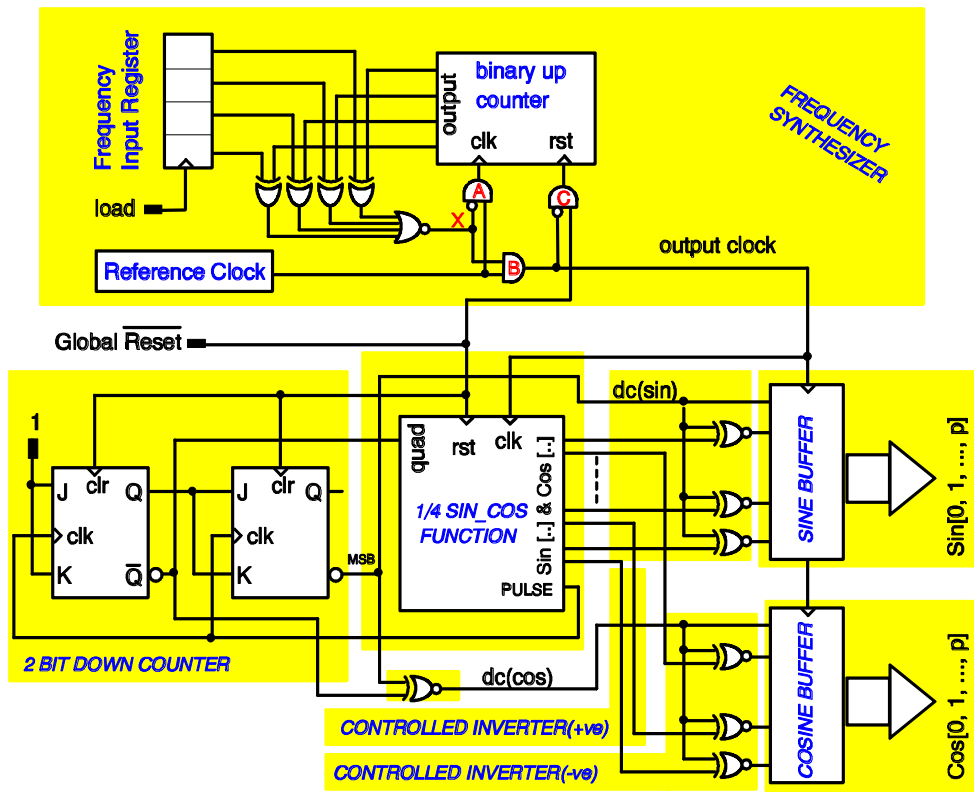 Frequency
Input Register
load
output
binary up
counter
clk
rst
FREQUENCY
SYNTHESIZER
A
C
X
B
Reference Clock
output clock
Global Reset
1
J
clr
Q
clk
K
Q
J
clr
Q
clk
K
MSB
2 BIT DOWN COUNTER
quad
rst
clk
1/4 SIN_COS
FUNCTION
Sin [..] & Cos [..]
PULSE
dc(sin)
SINE BUFFER
Sin[0, 1, ..., p]
dc(cos)
COSINE BUFFER
Cos[0, 1, ..., p]
CONTROLLED INVERTER(+ve)
CONTROLLED INVERTER(-ve)